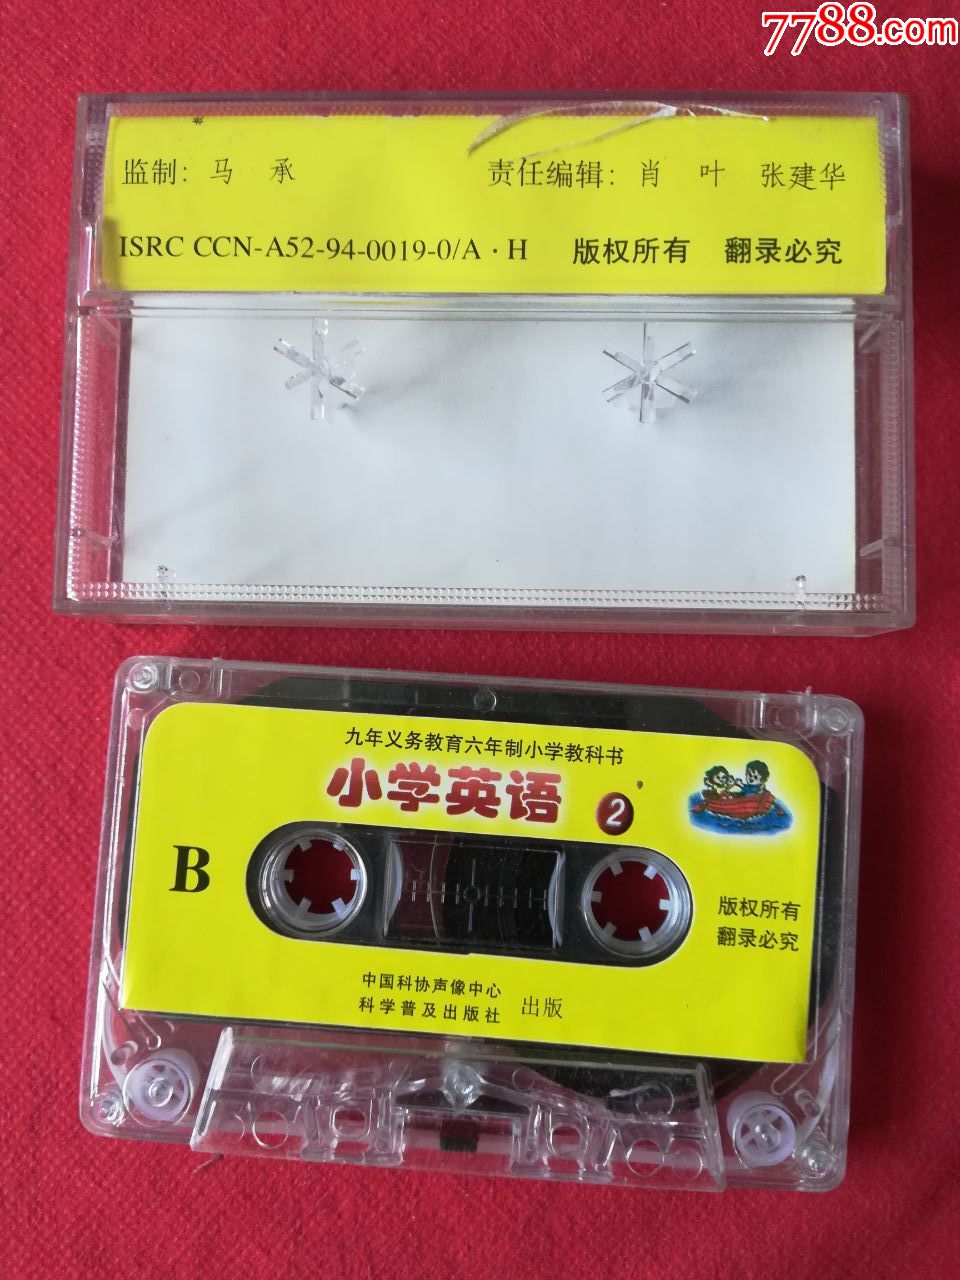 7788.com
监制: 马 承 责任编辑: 肖 叶 张建华
ISRC CCN-A52-94-0019-0/A·H 版权所有 翻录必究
九年义务教育六年制小学教科书
小学英语 2
B
版权所有
翻录必究
中国科协声像中心
科学普及出版社 出版